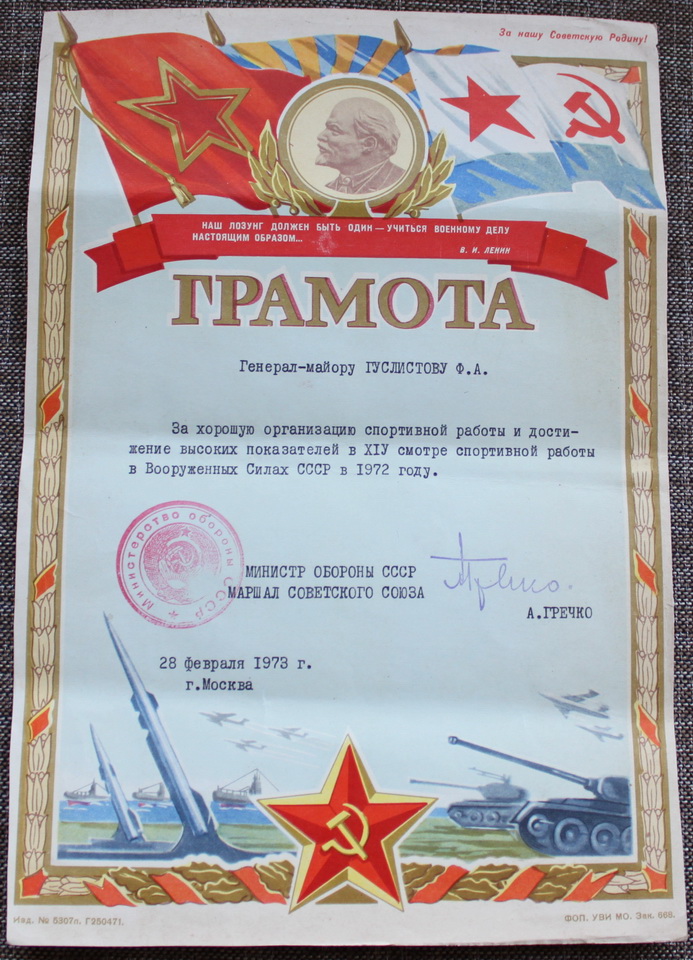 За нашу Советскую Родину!
НАШ ЛОЗУНГ ДОЛЖЕН БЫТЬ ОДИН — УЧИТЬСЯ ВОЕННОМУ ДЕЛУ
НАСТОЯЩИМ ОБРАЗОМ...
В. И. ЛЕНИН
ГРАМОТА
Генерал-майору ГУСЛИСТОВУ Ф.А.
За хорошую организацию спортивной работы и дости-
жение высоких показателей в ХІУ смотре спортивной работы
в Вооруженных Силах СССР в 1972 году.
Министерство обороны СССР
МИНИСТР ОБОРОНЫ СССР
МАРШАЛ СОВЕТСКОГО СОЮЗА
Гречко
А.ГРЕЧКО
28 февраля 1973 г.
г.Москва
Изд. № 5307л. Г250471.
ФОП. УВИ МО. Зак. 668.